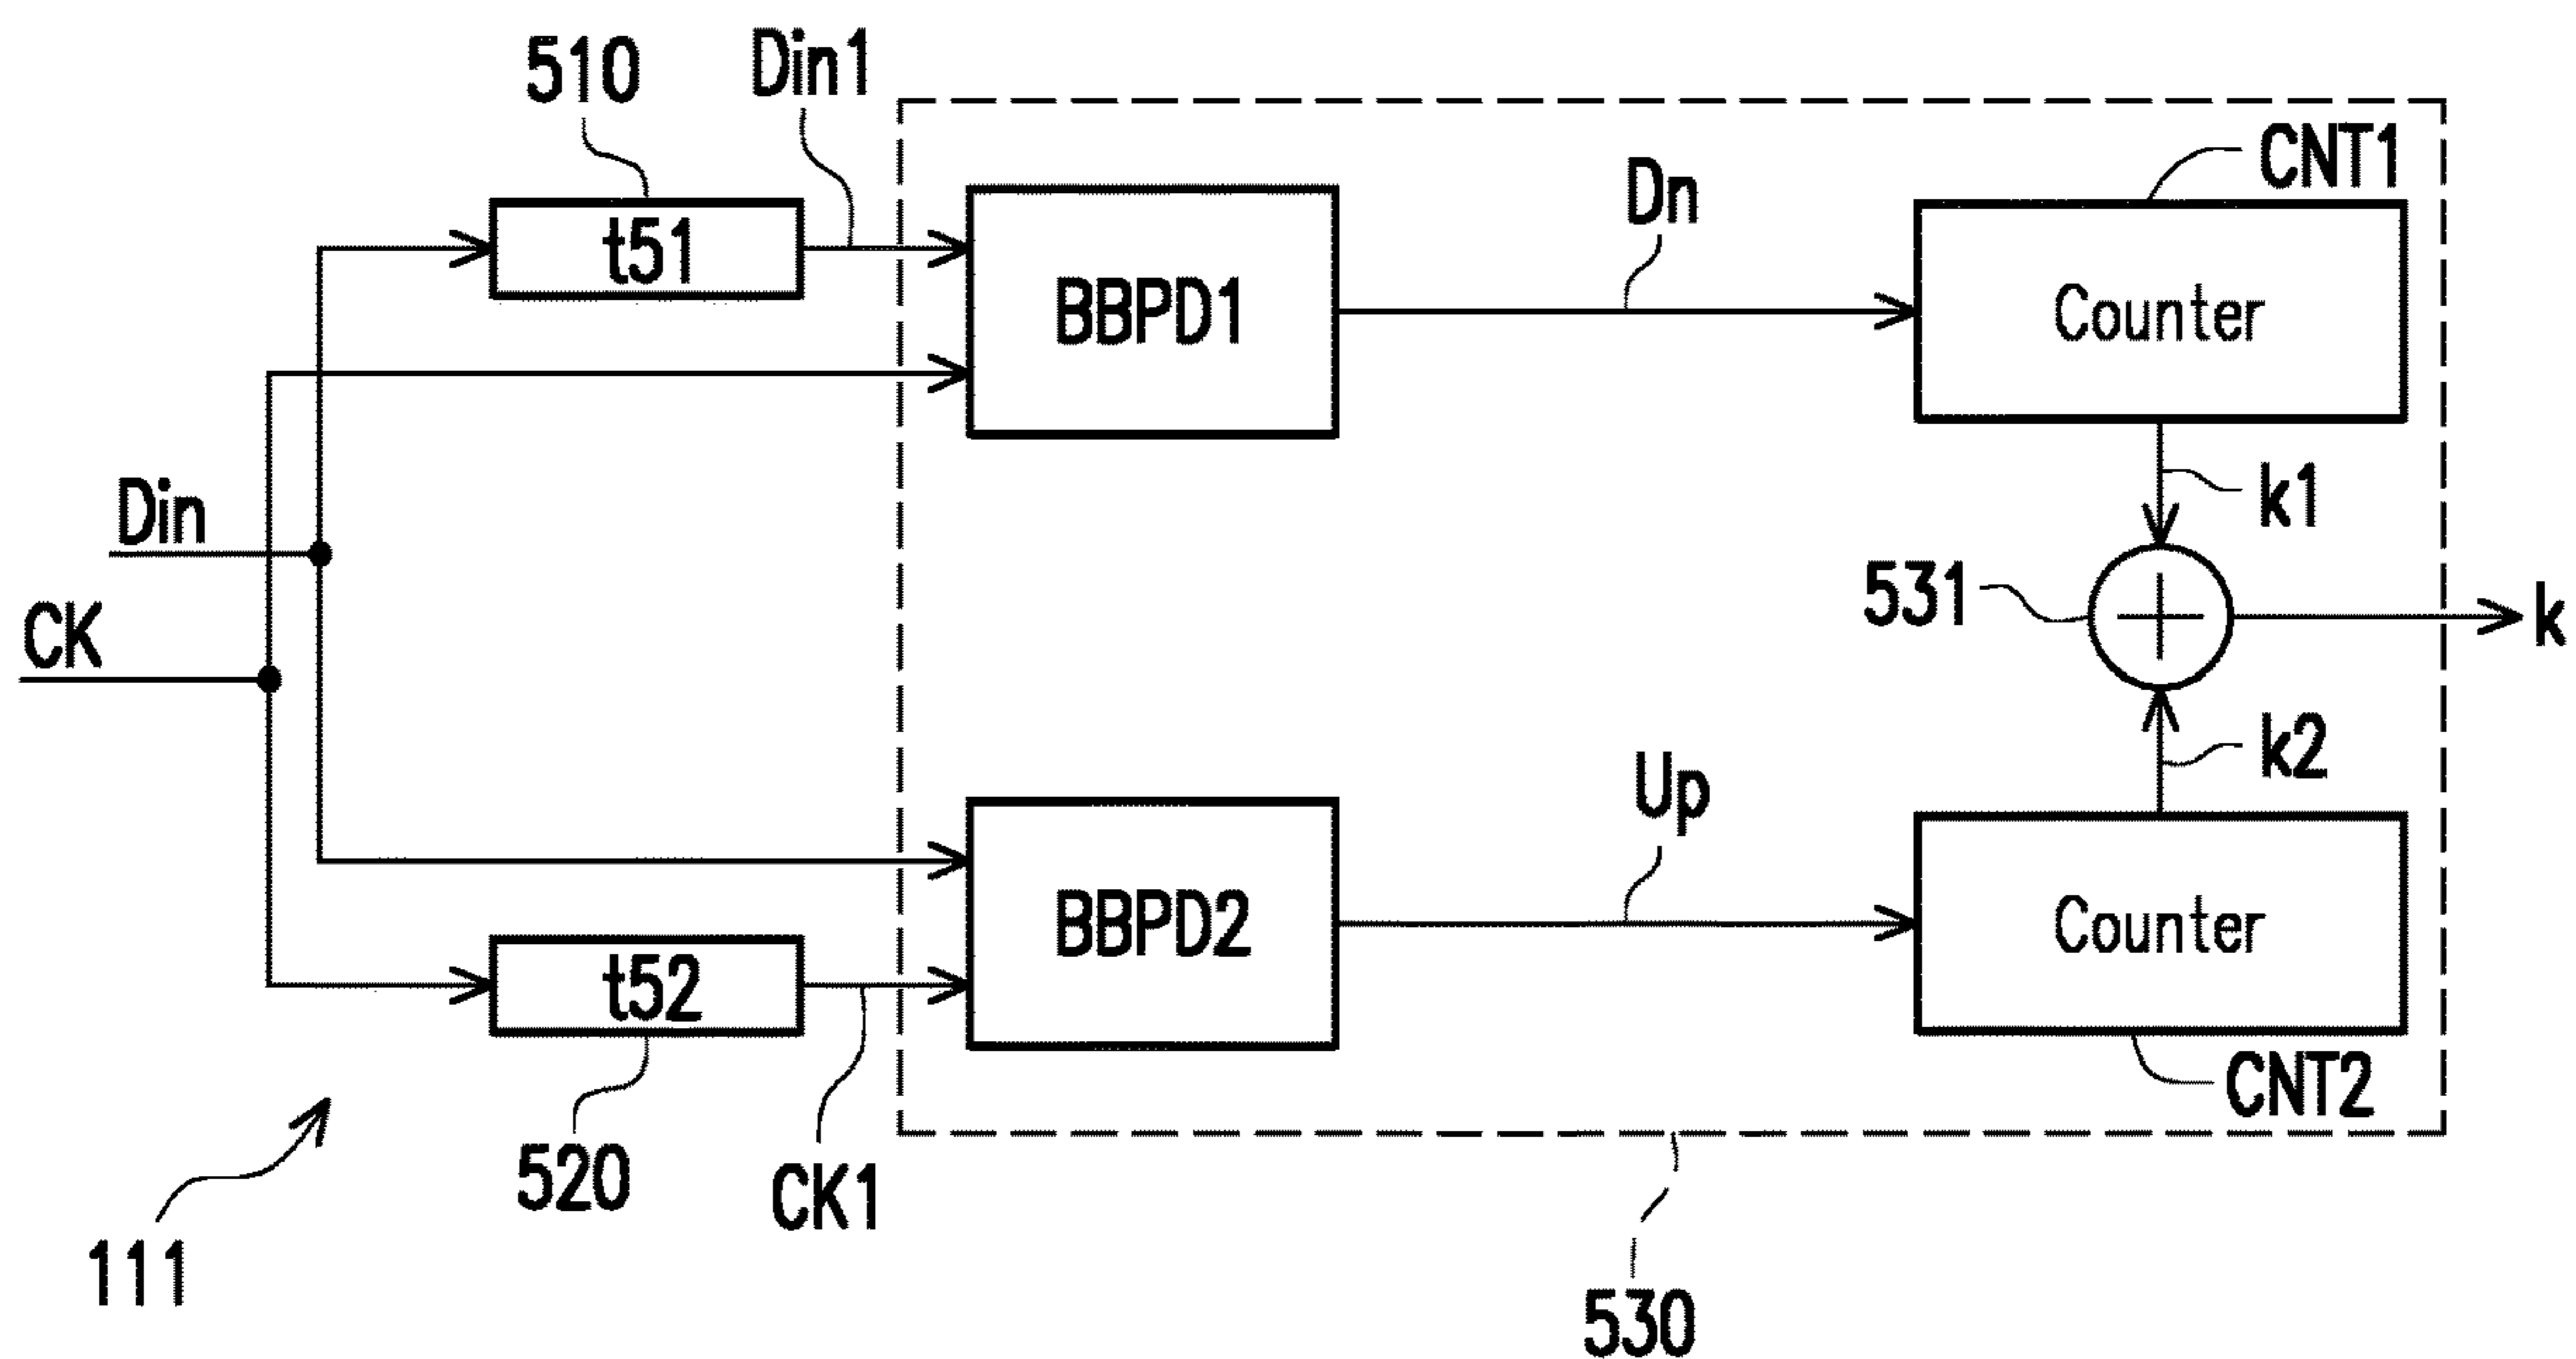 510
Din1
t51
BBPD1
Dn
CNT1
Counter
k1
Din
CK
531
k
k2
Up
t52
BBPD2
Counter
CNT2
520
CK1
111
530